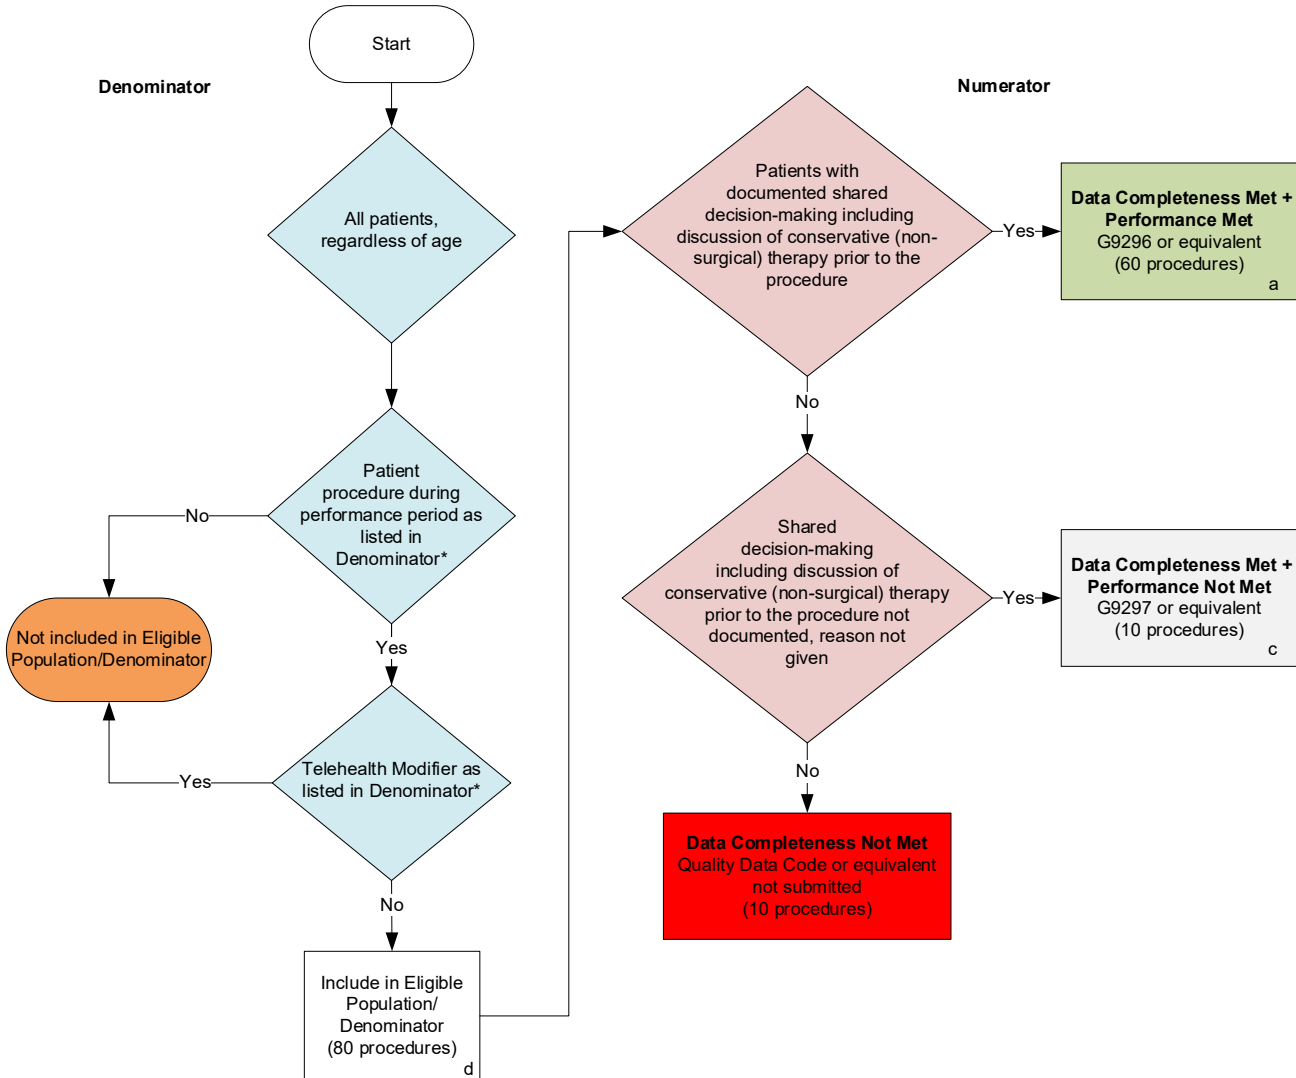 Start
Denominator
All patients,
regardless of age
Patient
procedure during
performance period as
listed in
Denominator*
No
Not included in Eligible
Population/Denominator
Yes
Telehealth Modifier as
listed in Denominator*
Yes
No
Include in Eligible
Population/
Denominator
(80 procedures)
d
Numerator
Patients with
documented shared
decision-making including
discussion of conservative (non-
surgical) therapy prior to the
procedure
Yes
Data Completeness Met +
Performance Met
G9296 or equivalent
(60 procedures)
a
No
Shared
decision-making
including discussion of
conservative (non-surgical) therapy
prior to the procedure not
documented, reason not
given
Yes
Data Completeness Met +
Performance Not Met
G9297 or equivalent
(10 procedures)
c
No
Data Completeness Not Met
Quality Data Code or equivalent
not submitted
(10 procedures)